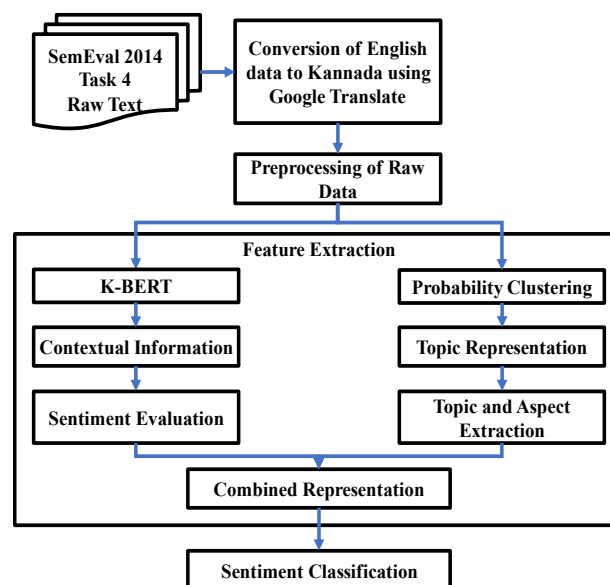 SemEval 2014
Task 4
Raw Text
Conversion of English
data to Kannada using
Google Translate
Preprocessing of Raw
Data
Feature Extraction
K-BERT
Contextual Information
Sentiment Evaluation
Probability Clustering
Topic Representation
Topic and Aspect
Extraction
Combined Representation
Sentiment Classification